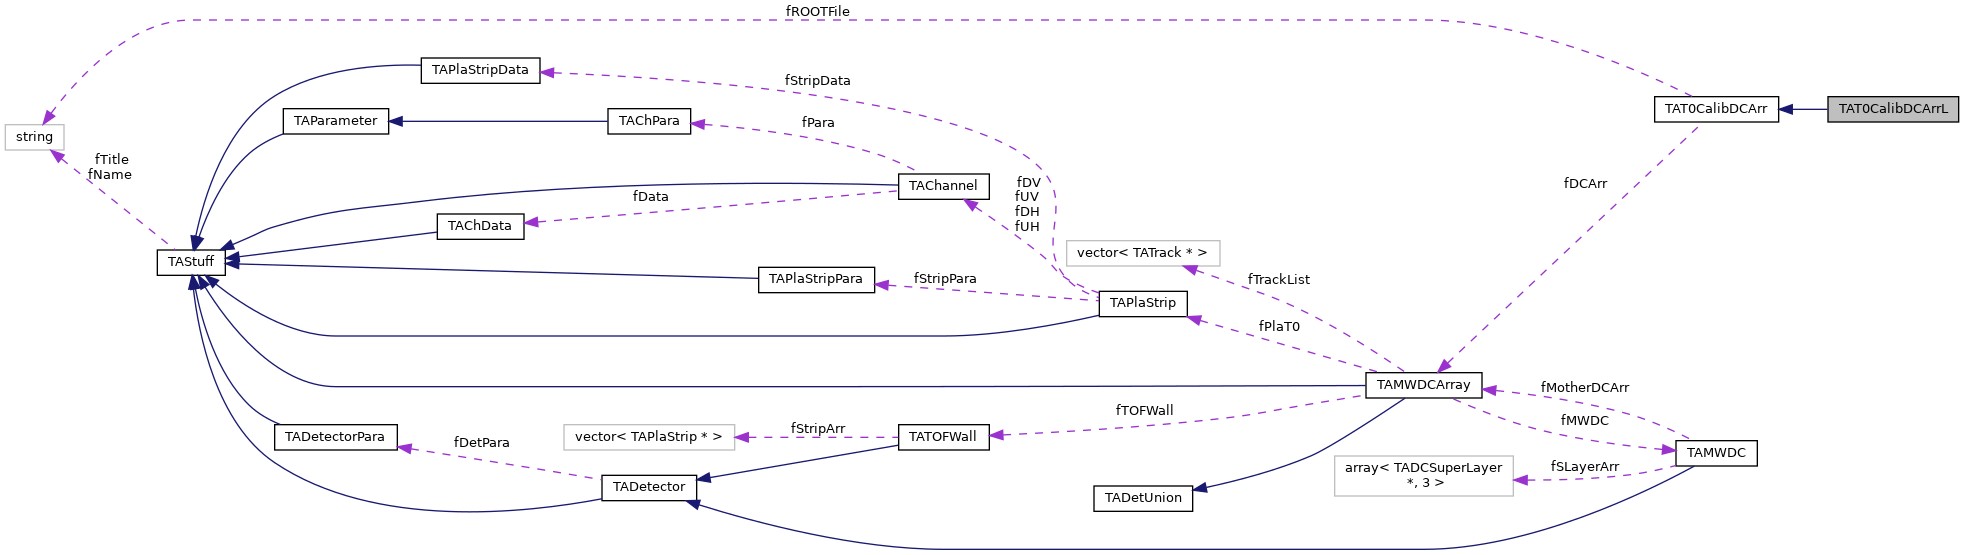 fROOTFile
TAPlaStripData
fStripData
TAT0CalibDCArr
TAT0CalibDCArrL
TAParameter
TAChPara
fPara
string
fTitle
fName
TAChannel
fDV
fUV
fDH
fUH
fDCArr
fData
TAChData
vector< TATrack * >
TAStuff
TAPlaStripPara
fStripPara
fTrackList
TAPlaStrip
fPlaT0
TAMWDCArray
fMotherDCArr
fTOFWall
fMWDC
TADetectorPara
fDetPara
vector< TAPlaStrip * >
fStripArr
TATOFWall
TAMWDC
array< TADCSuperLayer
*, 3 >
fSLayerArr
TADetector
TADetUnion